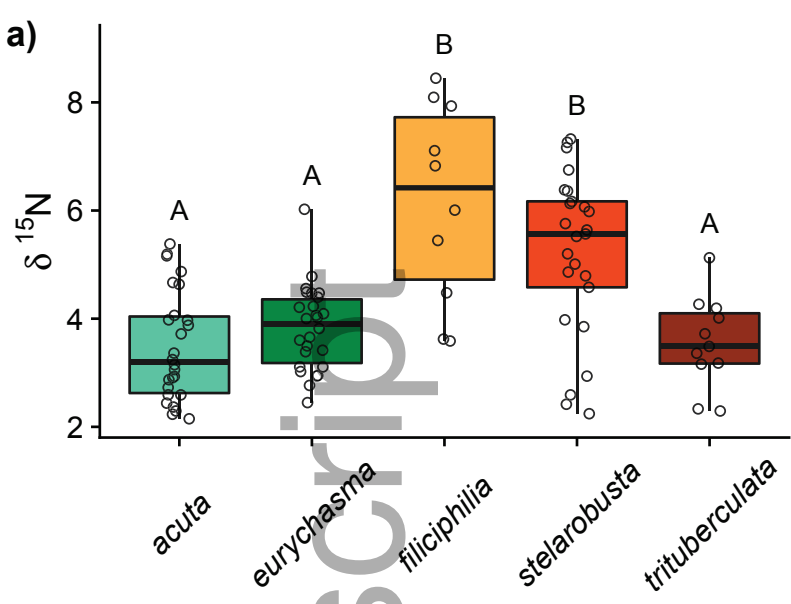 a)
B
B
A
A
A
8
6
4
2
δ ¹⁵N
acuta
eurychasma
filiciphilia
stelarobusta
trituberculata
script